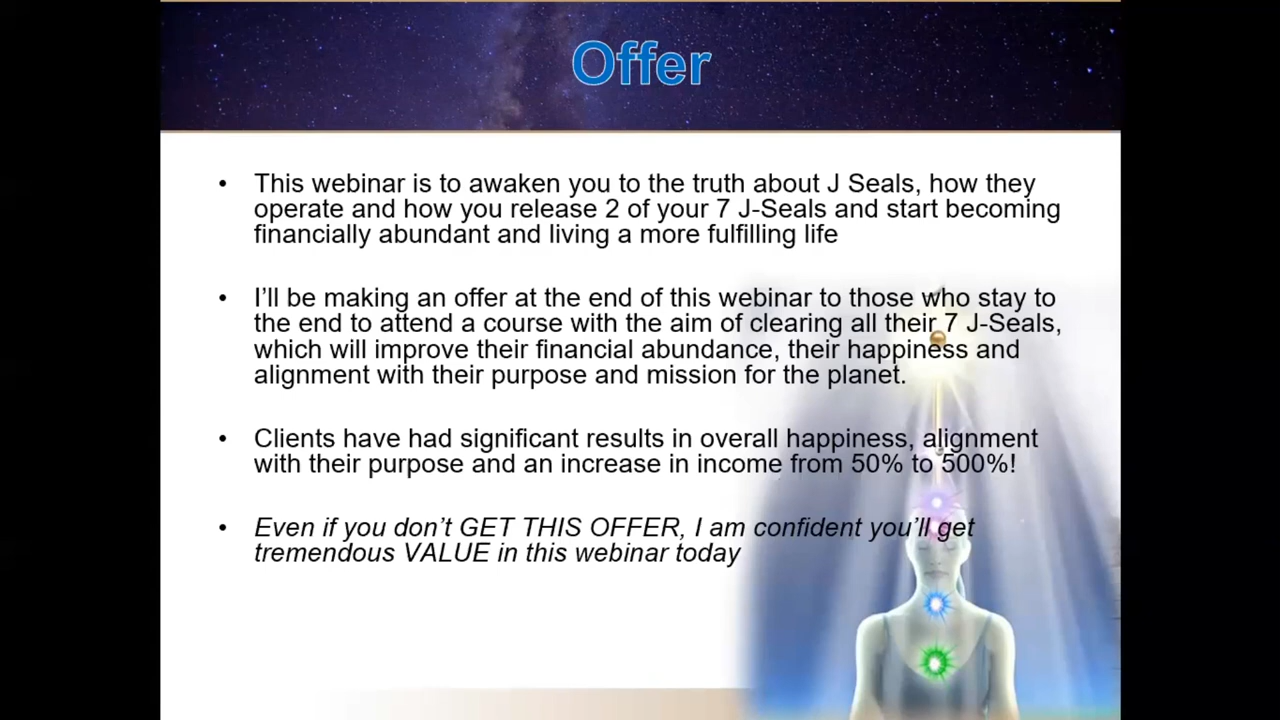 Offer
• This webinar is to awaken you to the truth about J Seals, how they
operate and how you release 2 of your 7 J-Seals and start becoming
financially abundant and living a more fulfilling life
• I’ll be making an offer at the end of this webinar to those who stay to
the end to attend a course with the aim of clearing all their 7 J-Seals,
which will improve their financial abundance, their happiness and
alignment with their purpose and mission for the planet.
• Clients have had significant results in overall happiness, alignment
with their purpose and an increase in income from 50% to 500%!
• Even if you don’t GET THIS OFFER, I am confident you’ll get
tremendous VALUE in this webinar today